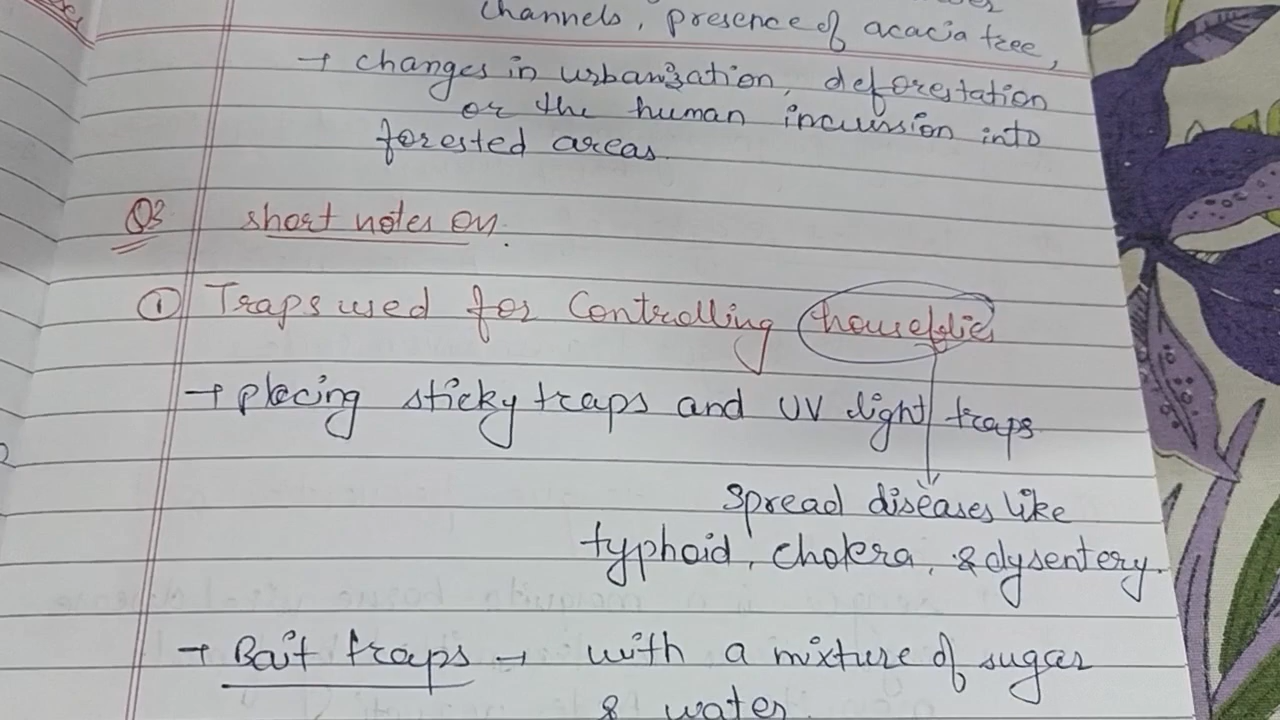 channels, presence of acacia tree,
→ changes in urbanization, deforestation
or the human incursion into
forested areas.
Q3 short notes on.
① Traps used for Controlling houseflies
→ placing sticky traps and UV light traps
spread diseases like
typhoid, cholera, & dysentery.
→ Bait traps → with a mixture of sugar
& water.